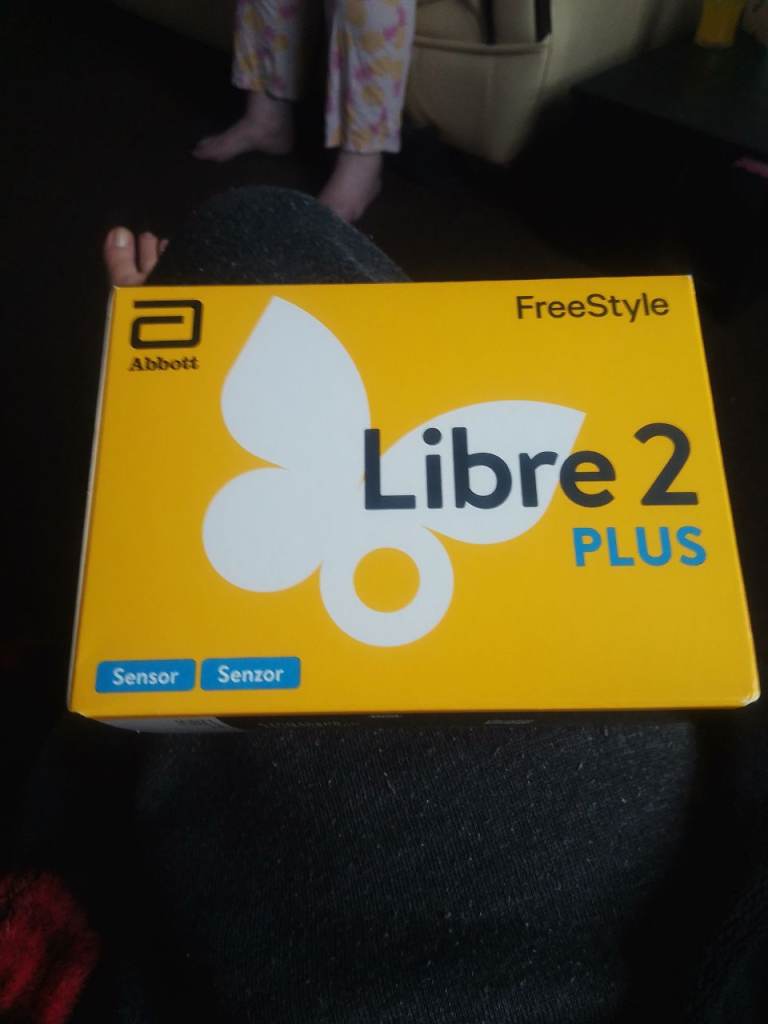 Abbott
FreeStyle
Libre 2
PLUS
Sensor Senzor